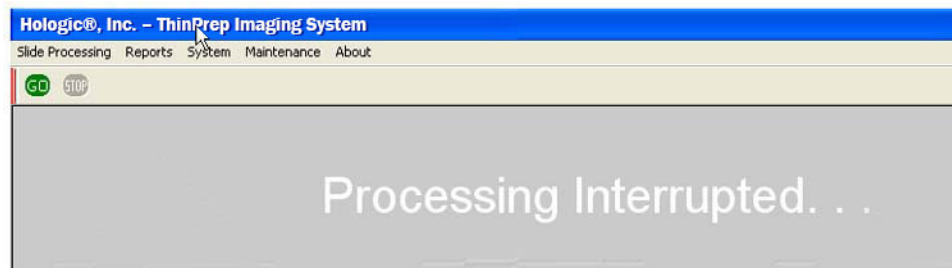 Hologic®, Inc. – ThinPrep Imaging System
Slide Processing Reports System Maintenance About
GO STOP
Processing Interrupted. . .